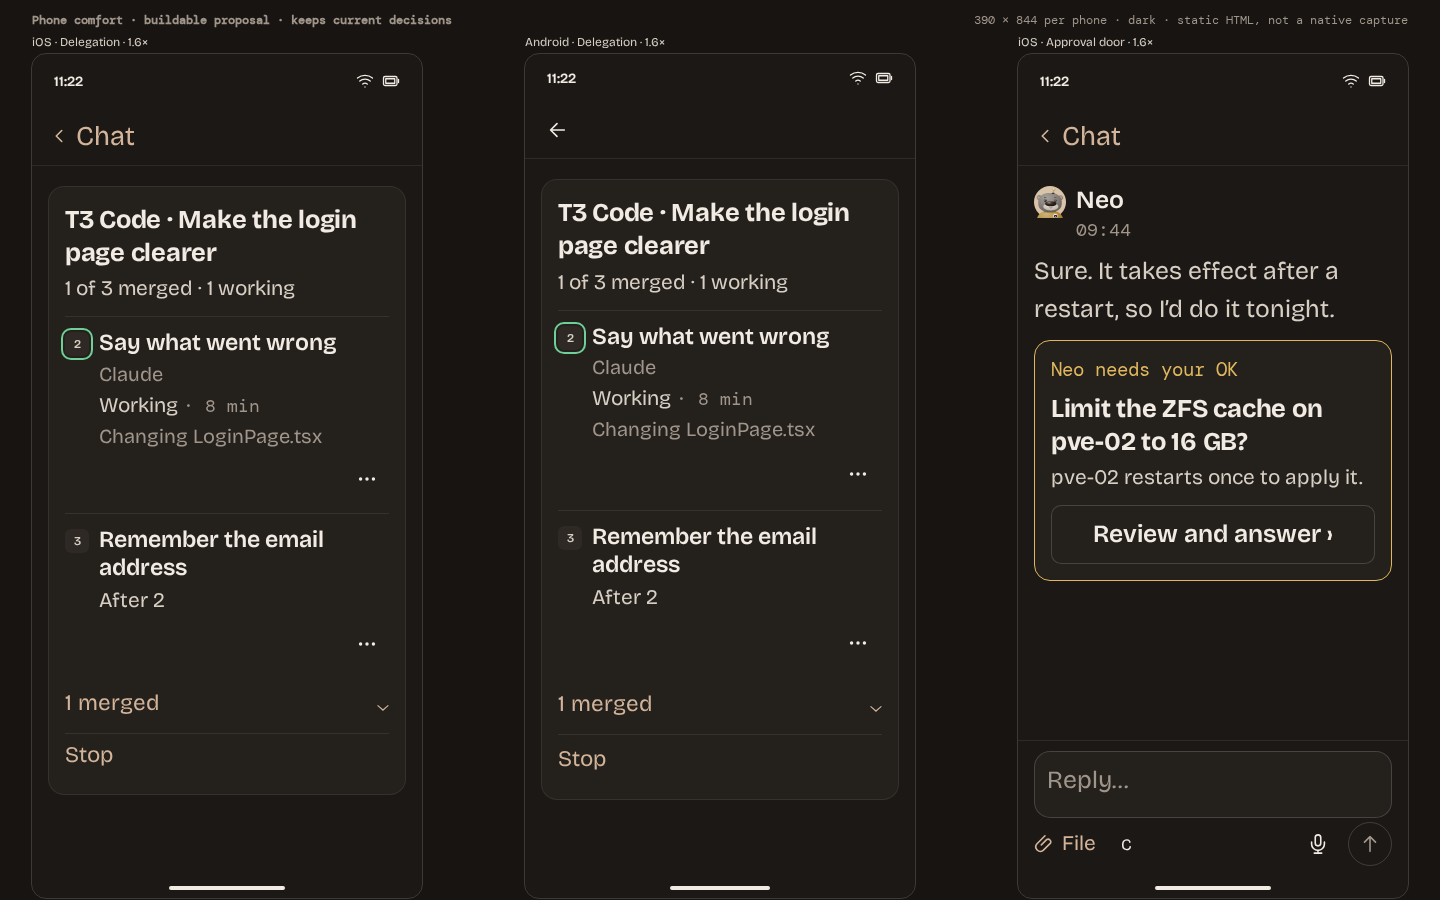 Phone comfort · buildable proposal · keeps current decisions
390 × 844 per phone · dark · static HTML, not a native capture
iOS · Delegation · 1.6×
11:22
Chat
T3 Code · Make the login
page clearer
1 of 3 merged · 1 working
2
Say what went wrong
Claude
Working · 8 min
Changing LoginPage.tsx
3
Remember the email
address
After 2
1 merged
Stop
Android · Delegation · 1.6×
11:22
T3 Code · Make the login
page clearer
1 of 3 merged · 1 working
2
Say what went wrong
Claude
Working · 8 min
Changing LoginPage.tsx
3
Remember the email
address
After 2
1 merged
Stop
iOS · Approval door · 1.6×
11:22
Chat
Neo
09:44
Sure. It takes effect after a
restart, so I'd do it tonight.
Neo needs your OK
Limit the ZFS cache on
pve-02 to 16 GB?
pve-02 restarts once to apply it.
Review and answer ›
Reply…
File
C